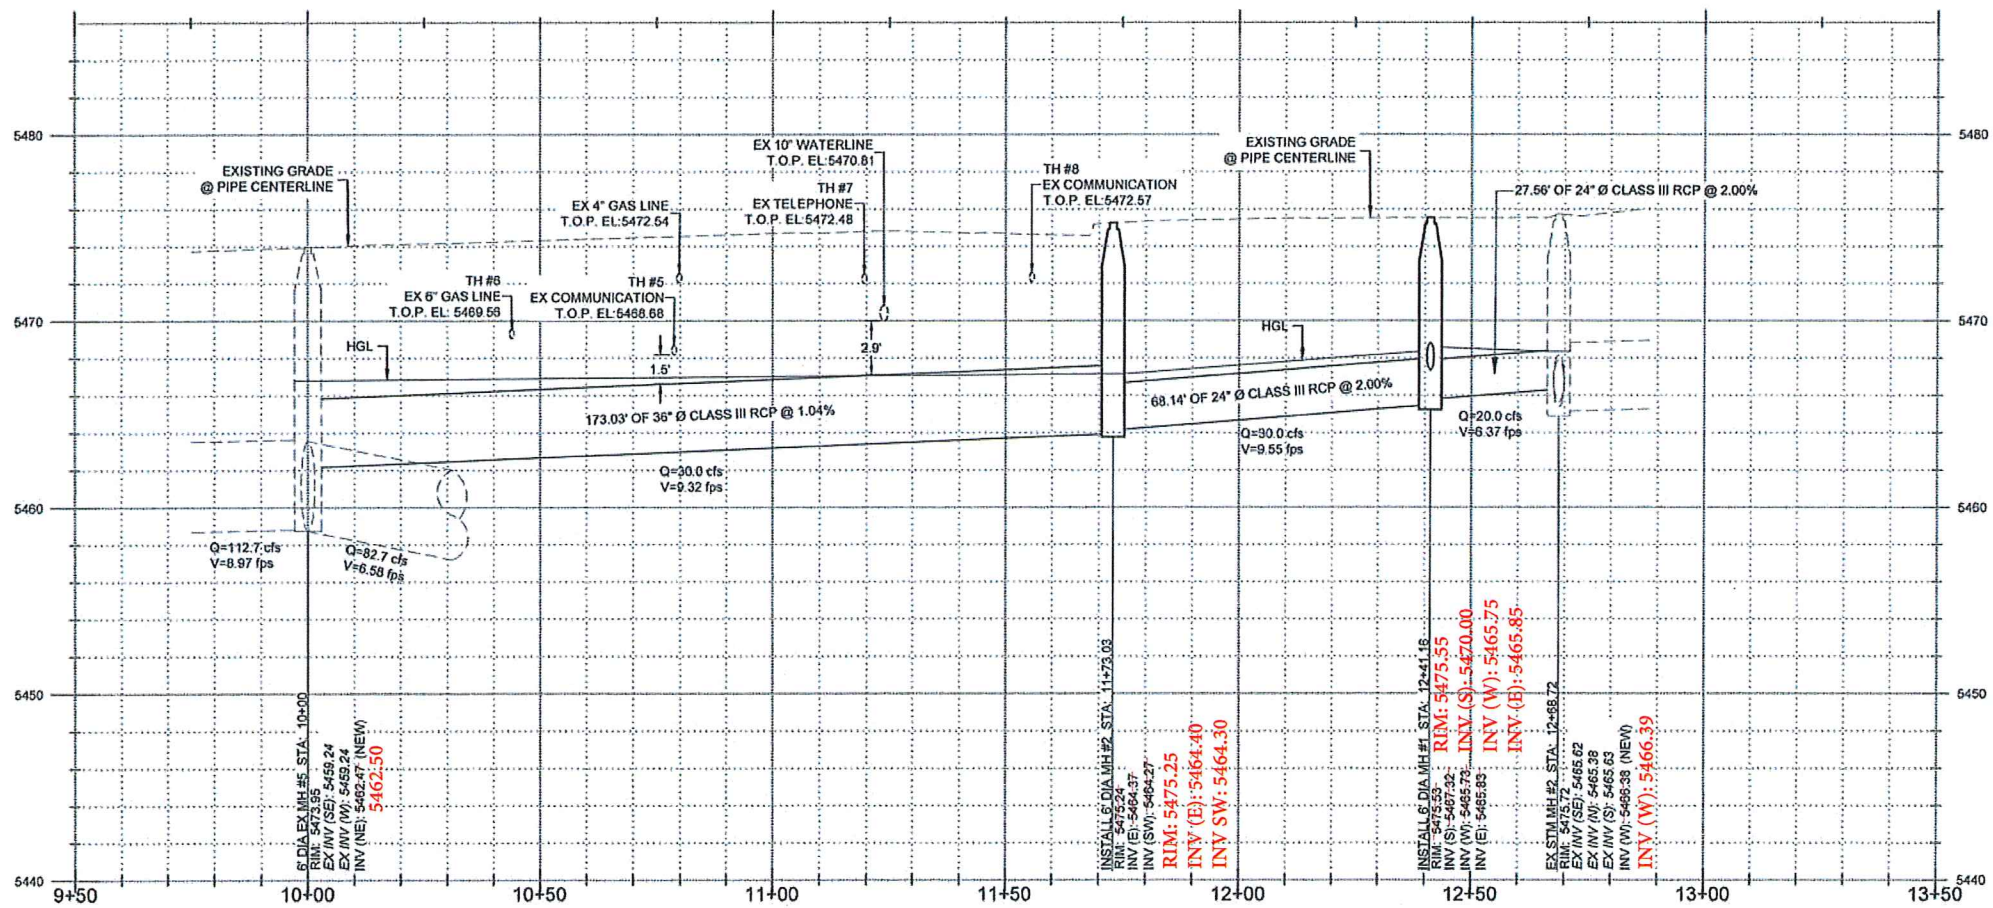 5480
5480
EXISTING GRADE
@ PIPE CENTERLINE
EX 4" GAS LINE
T.O.P. EL:5472.54
EX 10" WATERLINE
T.O.P. EL:5470.81
TH #7
EX TELEPHONE
T.O.P. EL:5472.48
TH #8
EX COMMUNICATION
T.O.P. EL:5472.57
EXISTING GRADE
@ PIPE CENTERLINE
27.56' OF 24" Ø CLASS III RCP @ 2.00%
TH #6
EX 6" GAS LINE
T.O.P. EL: 5469.56
TH #5
EX COMMUNICATION
T.O.P. EL:5468.68
5470
5470
HGL
HGL
1.5'
2.9'
173.03' OF 36" Ø CLASS III RCP @ 1.04%
68.14' OF 24" Ø CLASS III RCP @ 2.00%
Q=30.0 cfs
V=9.32 fps
Q=30.0 cfs
V=9.55 fps
Q=20.0 cfs
V=6.37 fps
5460
5460
Q=112.7 cfs
V=8.97 fps
Q=82.7 cfs
V=6.58 fps
5450
5450
6' DIA EX MH #5 STA: 10+00
RIM: 5473.95
EX INV (SE): 5459.24
EX INV (W): 5459.24
INV (NE): 5462.47 (NEW)
5462.50
INSTALL 6' DIA MH #2 STA: 11+73.03
RIM: 5475.24
INV (E): 5464.37
INV (SW): 5464.27
RIM: 5475.25
INV (E): 5464.40
INV SW: 5464.30
INSTALL 6' DIA MH #1 STA: 12+41.16
RIM: 5475.53
INV (S): 5467.32
INV (W): 5465.73
INV (E): 5465.83
RIM: 5475.55
INV (S): 5470.00
INV (W): 5465.75
INV (E): 5465.85
EX STM MH #2 STA: 12+68.72
RIM: 5475.72
EX INV (SE): 5465.62
EX INV (N): 5465.38
EX INV (S): 5465.63
INV (W): 5466.38 (NEW)
INV (W): 5466.39
5440
5440
9+50
10+00
10+50
11+00
11+50
12+00
12+50
13+00
13+50